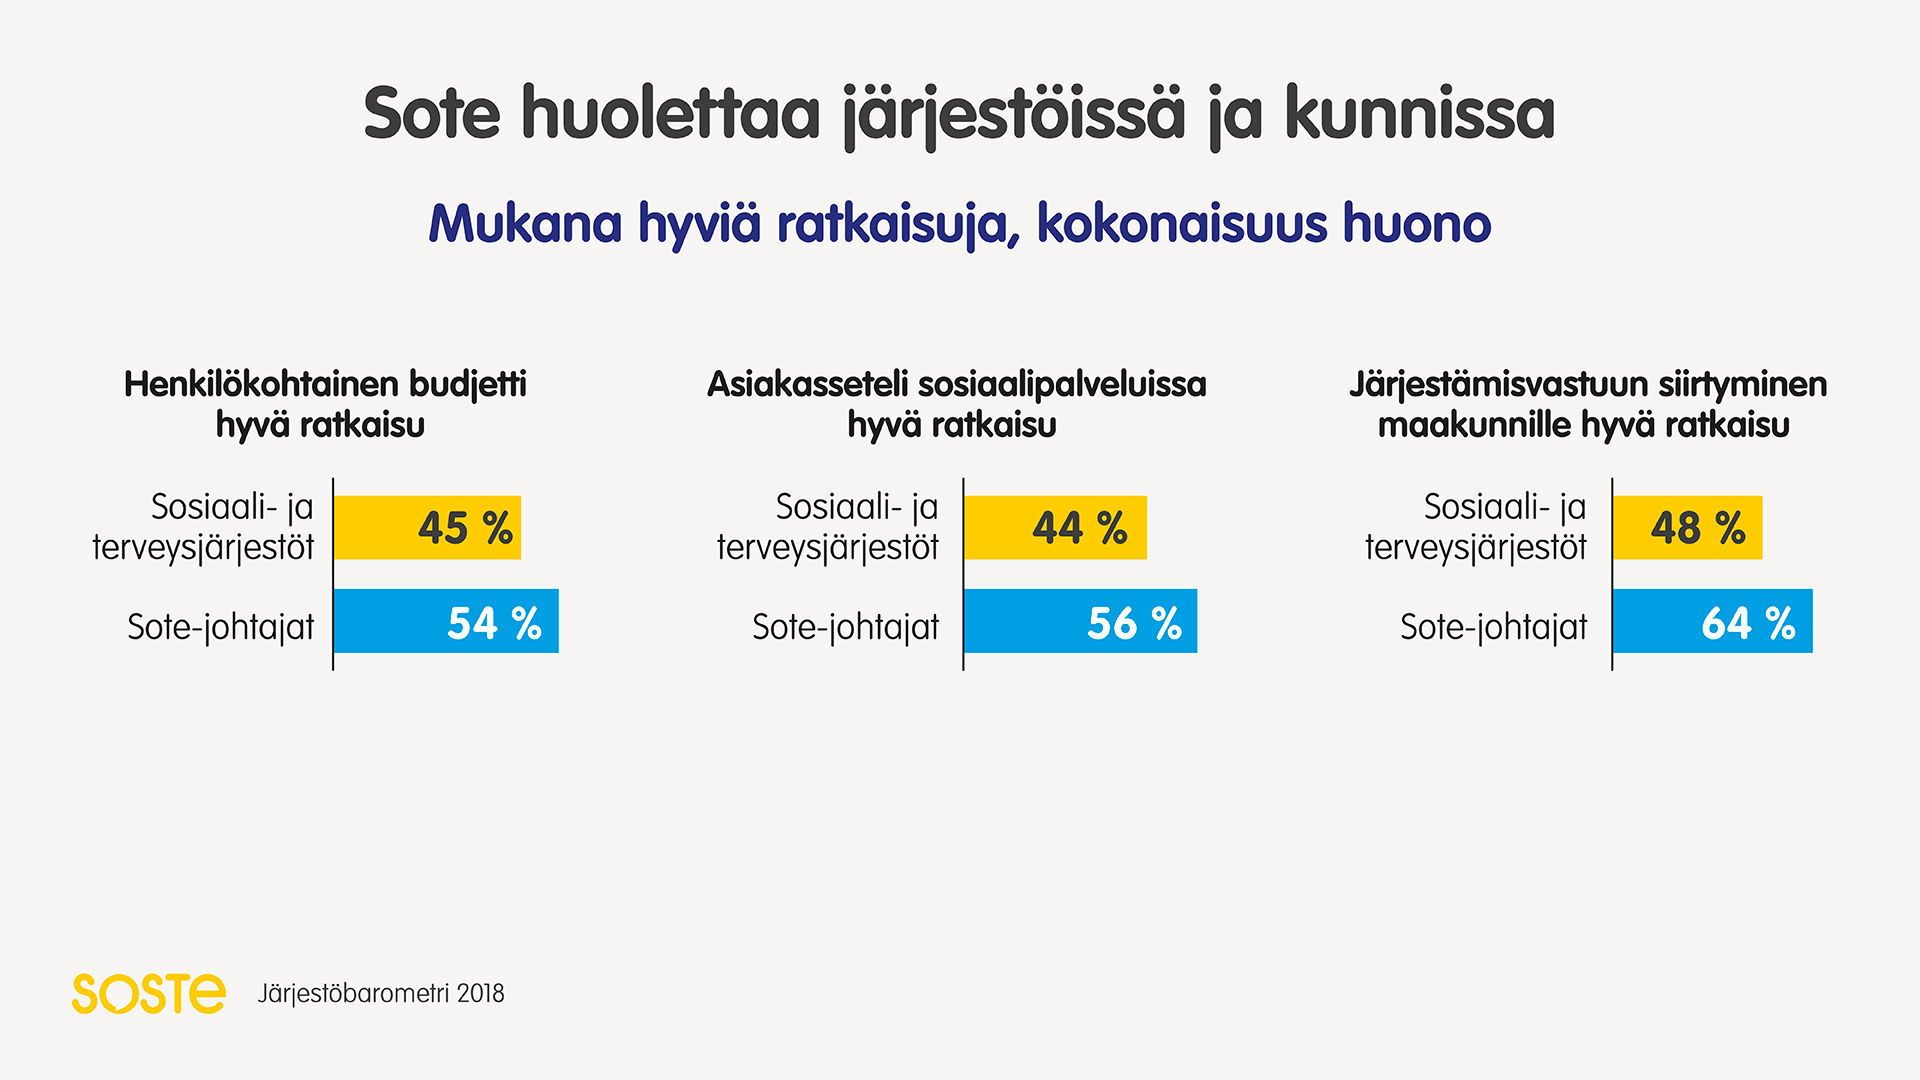 Sote huolettaa järjestöissä ja kunnissa
Mukana hyviä ratkaisuja, kokonaisuus huono
Henkilökohtainen budjetti
hyvä ratkaisu
Sosiaali- ja
terveysjärjestöt
45 %
Sote-johtajat
54 %
Asiakasseteli sosiaalipalveluissa
hyvä ratkaisu
Sosiaali- ja
terveysjärjestöt
44 %
Sote-johtajat
56 %
Järjestämisvastuun siirtyminen
maakunnille hyvä ratkaisu
Sosiaali- ja
terveysjärjestöt
48 %
Sote-johtajat
64 %
SOSTE
Järjestöbarometri 2018